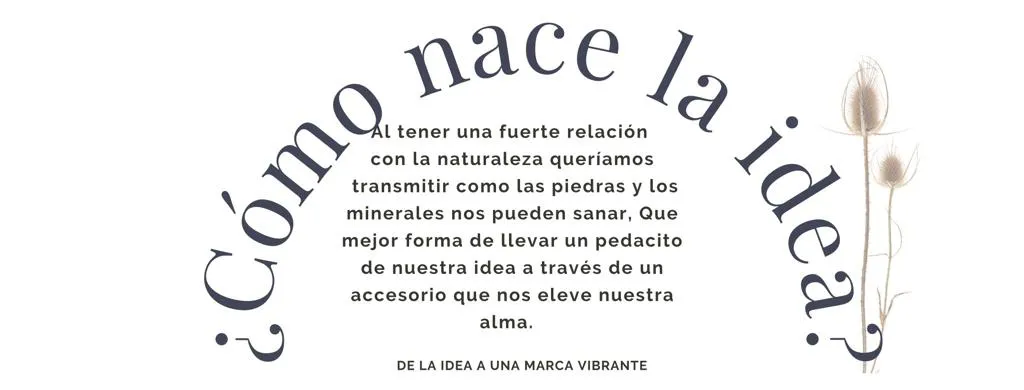 ¿Cómo nace la idea?
Al tener una fuerte relación
con la naturaleza queríamos
transmitir como las piedras y los
minerales nos pueden sanar, Que
mejor forma de llevar un pedacito
de nuestra idea a través de un
accesorio que nos eleve nuestra
alma.
DE LA IDEA A UNA MARCA VIBRANTE